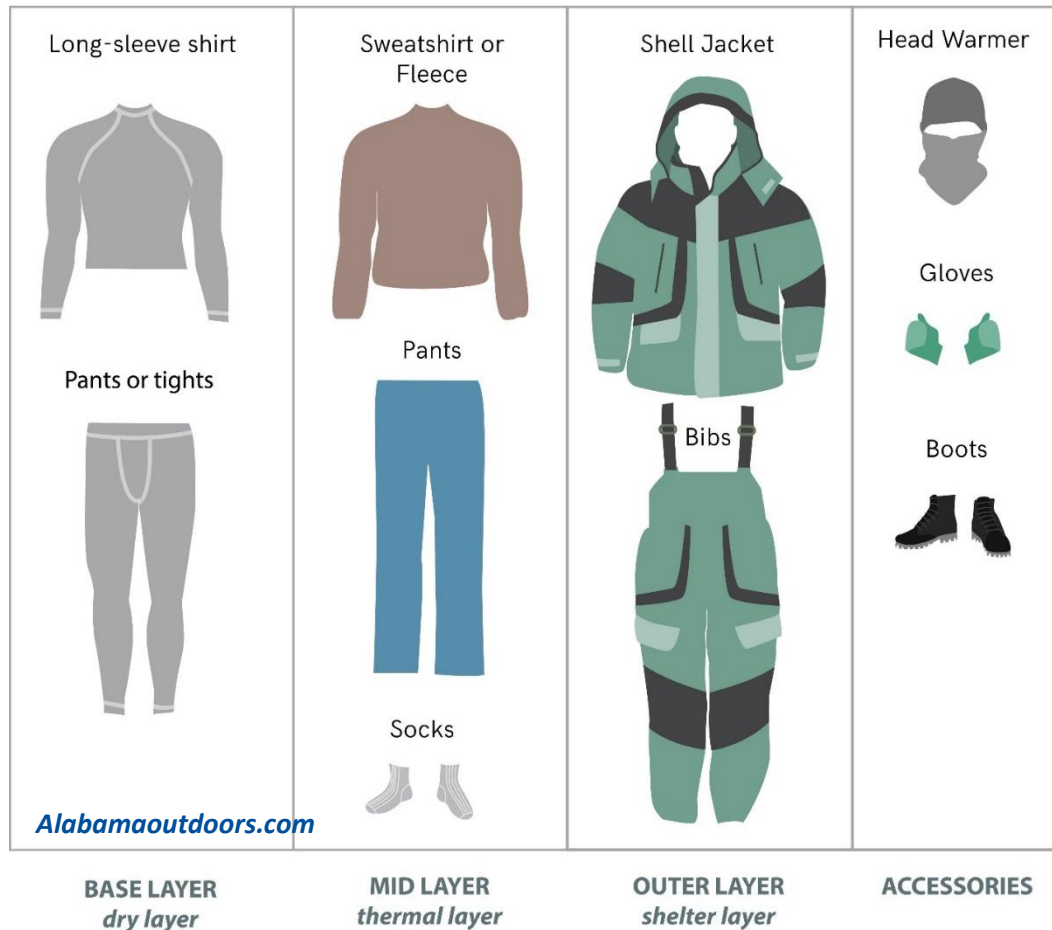 Long-sleeve shirt
Pants or tights
Alabamaoutdoors.com
BASE LAYER
dry layer
Sweatshirt or
Fleece
Pants
Socks
MID LAYER
thermal layer
Shell Jacket
Bibs
OUTER LAYER
shelter layer
Head Warmer
Gloves
Boots
ACCESSORIES